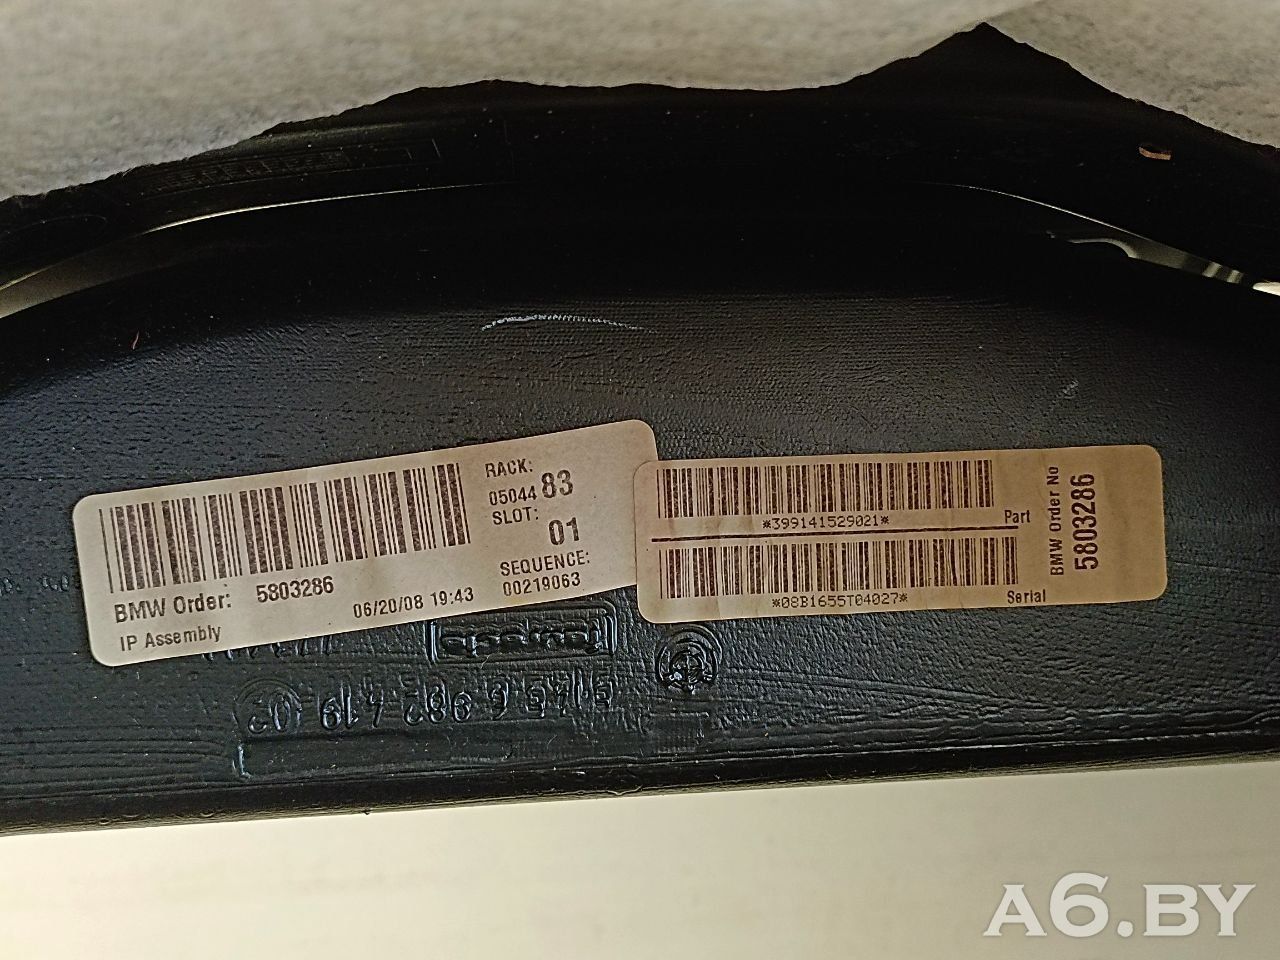 RACK:
05044 83
SLOT:
01
SEQUENCE:
00219063
BMW Order: 5803286
06/20/08 19:43
IP Assembly
*399141529021*
Part
*08B1655T04027*
Serial
BMW Order No
5803286
A6.BY